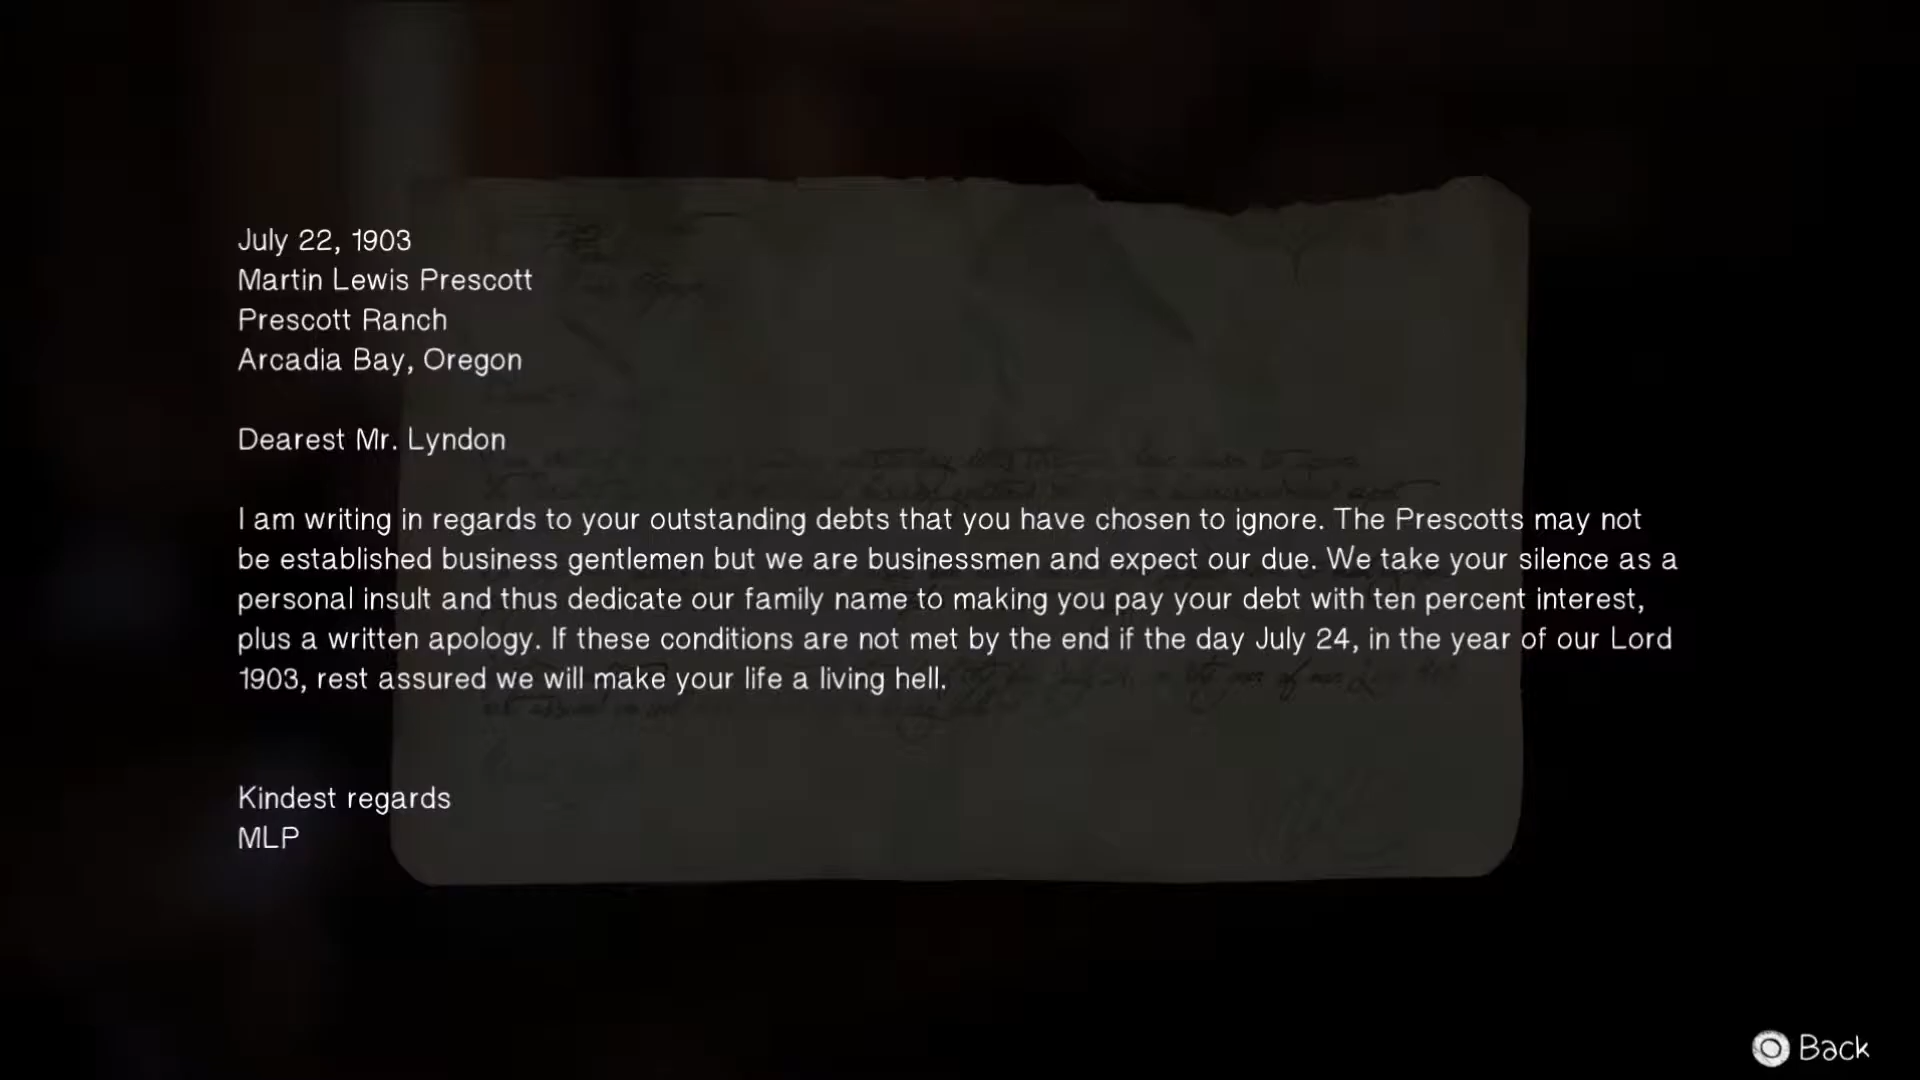 July 22, 1903
Martin Lewis Prescott
Prescott Ranch
Arcadia Bay, Oregon
Dearest Mr. Lyndon
I am writing in regards to your outstanding debts that you have chosen to ignore. The Prescotts may not
be established business gentlemen but we are businessmen and expect our due. We take your silence as a
personal insult and thus dedicate our family name to making you pay your debt with ten percent interest,
plus a written apology. If these conditions are not met by the end if the day July 24, in the year of our Lord
1903, rest assured we will make your life a living hell.
Kindest regards
MLP
Back